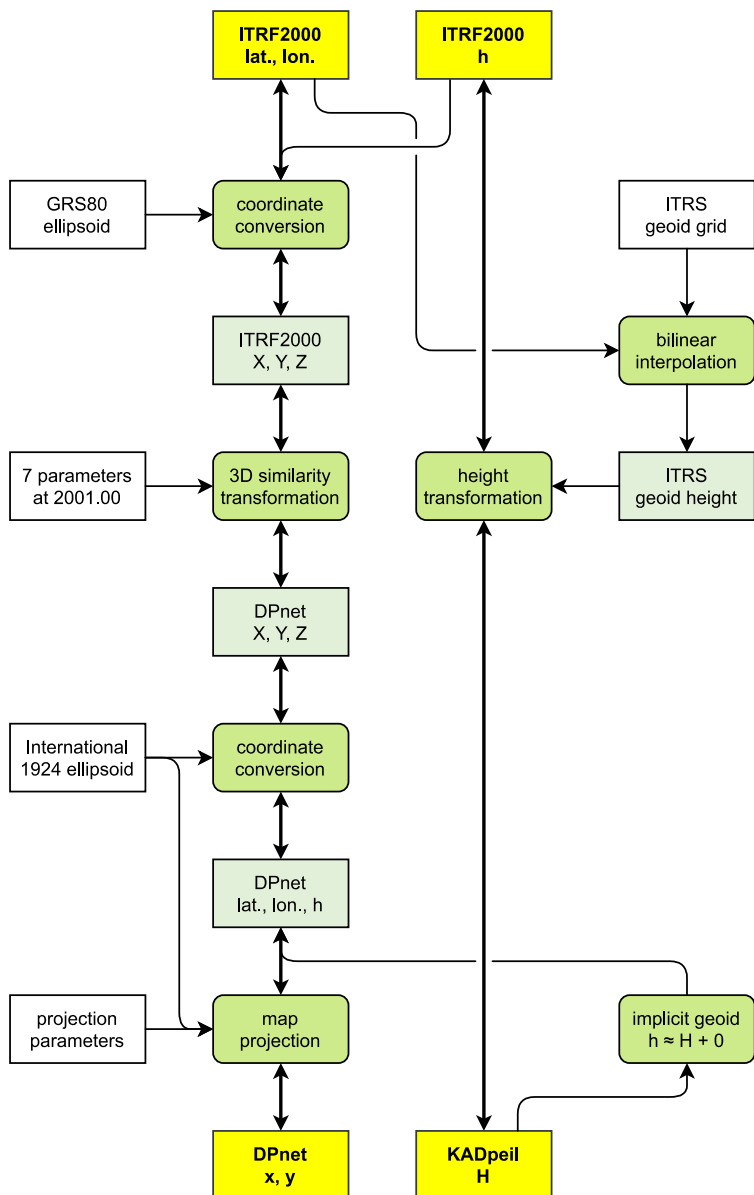 ITRF2000
lat., lon.
ITRF2000
h
GRS80
ellipsoid
coordinate
conversion
ITRS
geoid grid
ITRF2000
X, Y, Z
bilinear
interpolation
7 parameters
at 2001.00
3D similarity
transformation
height
transformation
ITRS
geoid height
DPnet
X, Y, Z
International
1924 ellipsoid
coordinate
conversion
DPnet
lat., lon., h
projection
parameters
map
projection
implicit geoid
h ≈ H + 0
DPnet
x, y
KADpeil
H